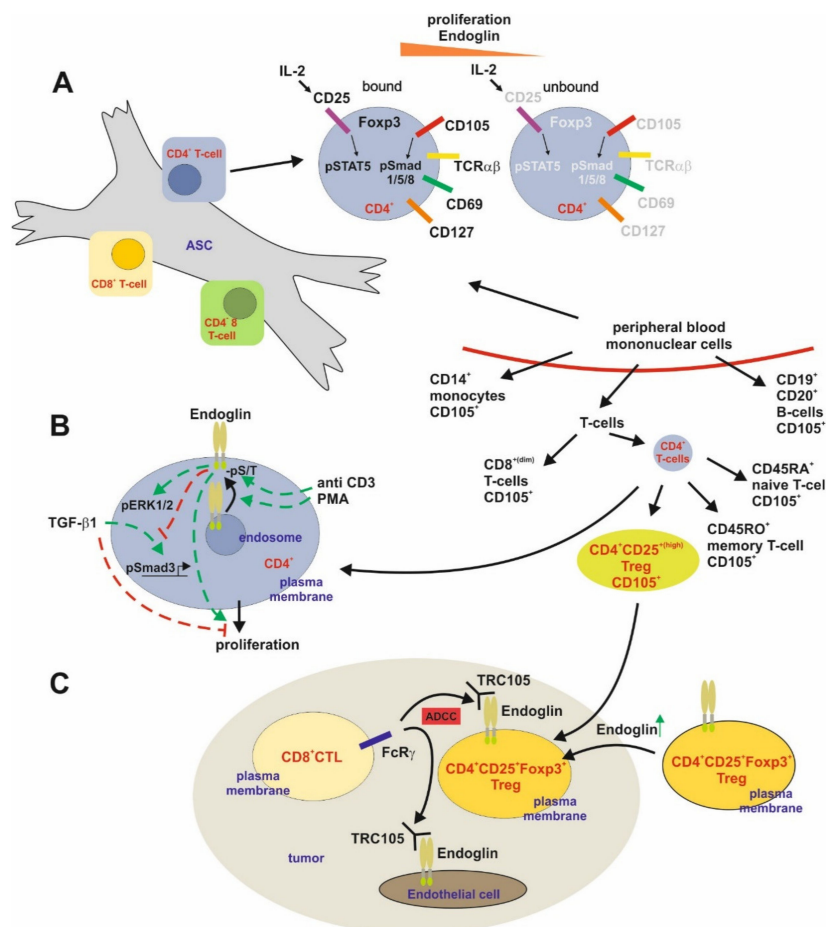 proliferation
Endoglin
A
IL-2
bound
IL-2
unbound
CD25
CD25
Foxp3
CD105
Foxp3
CD105
CD4⁺ T-cell
pSTAT5
pSmad
1/5/8
TCRαβ
pSTAT5
pSmad
1/5/8
TCRαβ
CD4⁺
CD69
CD4⁺
CD69
CD127
CD127
ASC
CD8⁺ T-cell
CD4⁻ 8
T-cell
peripheral blood
mononuclear cells
CD14⁺
monocytes
CD105⁺
CD19⁺
CD20⁺
B-cells
CD105⁺
T-cells
CD4⁺
T-cells
CD8⁺⁽ᵈⁱᵐ⁾
T-cells
CD105⁺
CD45RA⁺
naive T-cel
CD105⁺
CD45RO⁺
memory T-cell
CD105⁺
CD4⁺CD25⁺⁽ʰⁱᵍʰ⁾
Treg
CD105⁺
B
Endoglin
-pS/T
anti CD3
PMA
pERK1/2
TGF-β1
endosome
pSmad3
CD4⁺
plasma
membrane
proliferation
C
TRC105
ADCC
Endoglin
FcRγ
CD8⁺CTL
plasma
membrane
CD4⁺CD25⁺Foxp3⁺
Treg
plasma
membrane
Endoglin
CD4⁺CD25⁺Foxp3⁺
Treg
plasma
membrane
TRC105
Endoglin
tumor
Endothelial cell